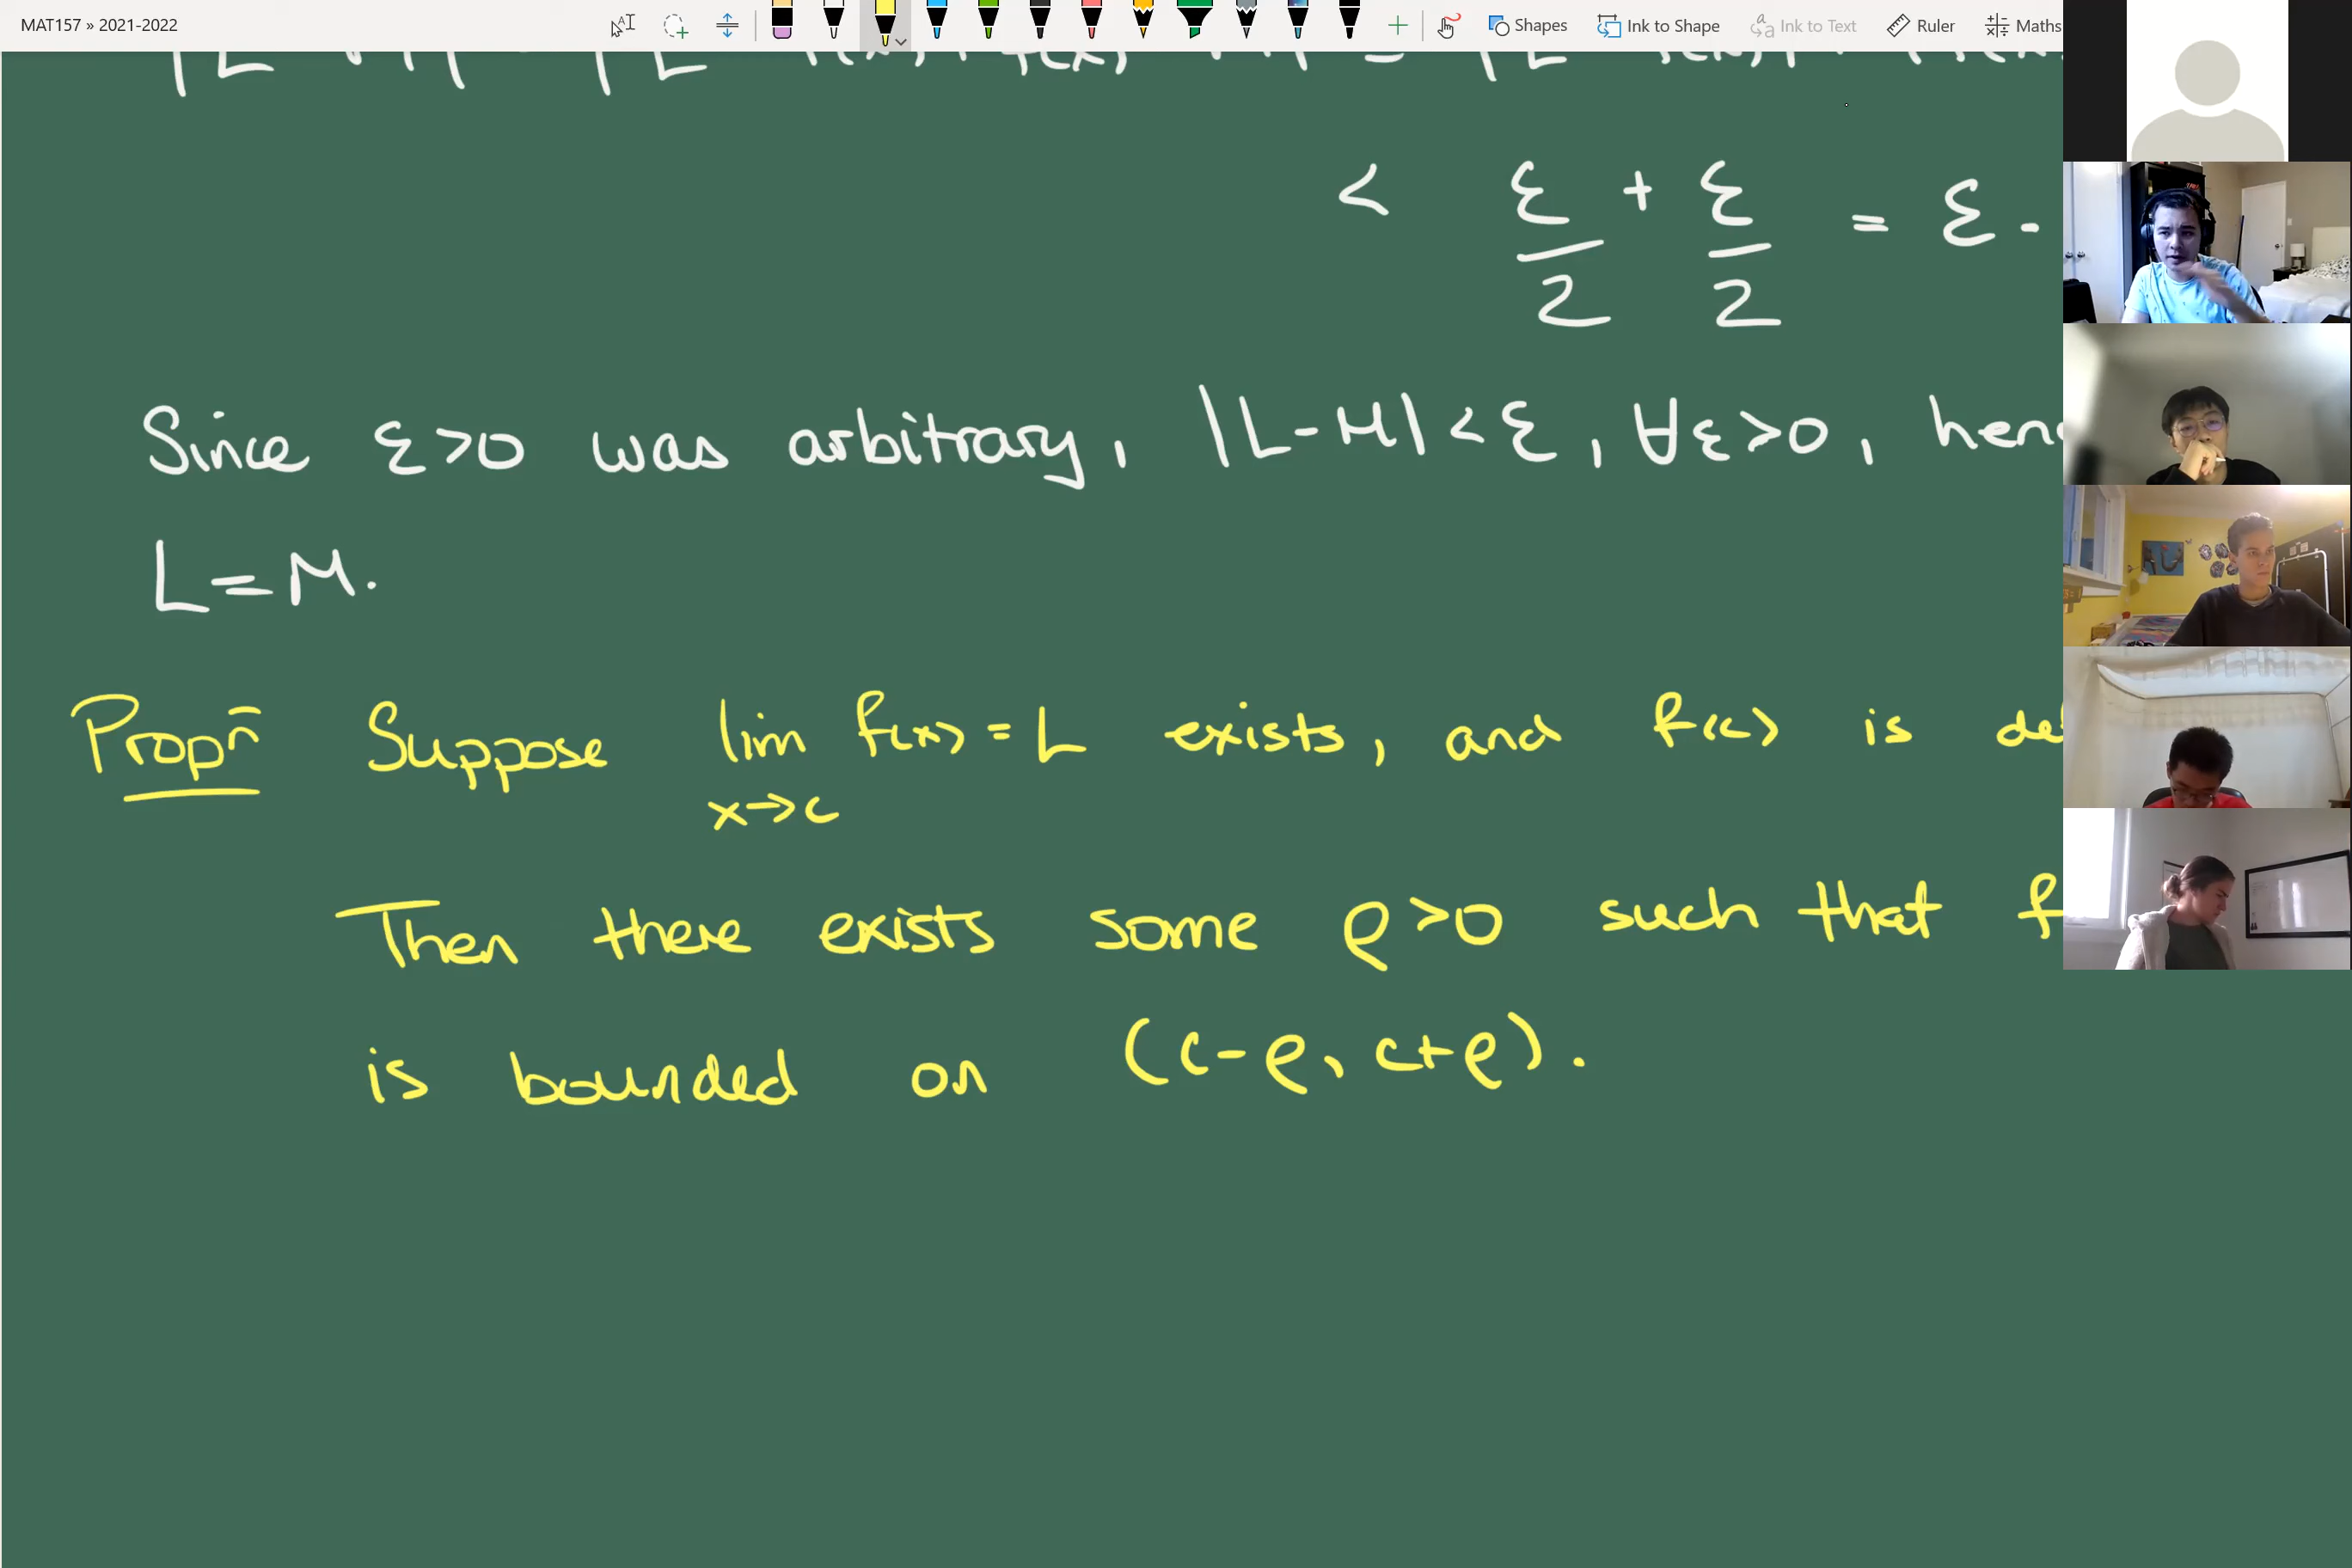 MAT157 » 2021-2022
Shapes Ink to Shape Ink to Text Ruler Maths
< ε/2 + ε/2 = ε.
Since ε>0 was arbitrary, |L-M|<ε, ∀ε>0, hen
L=M.
Propn̄ Suppose lim f(x) = L exists, and f(c) is de
x→c
Then there exists some ρ>0 such that f
is bounded on (c-ρ, c+ρ).